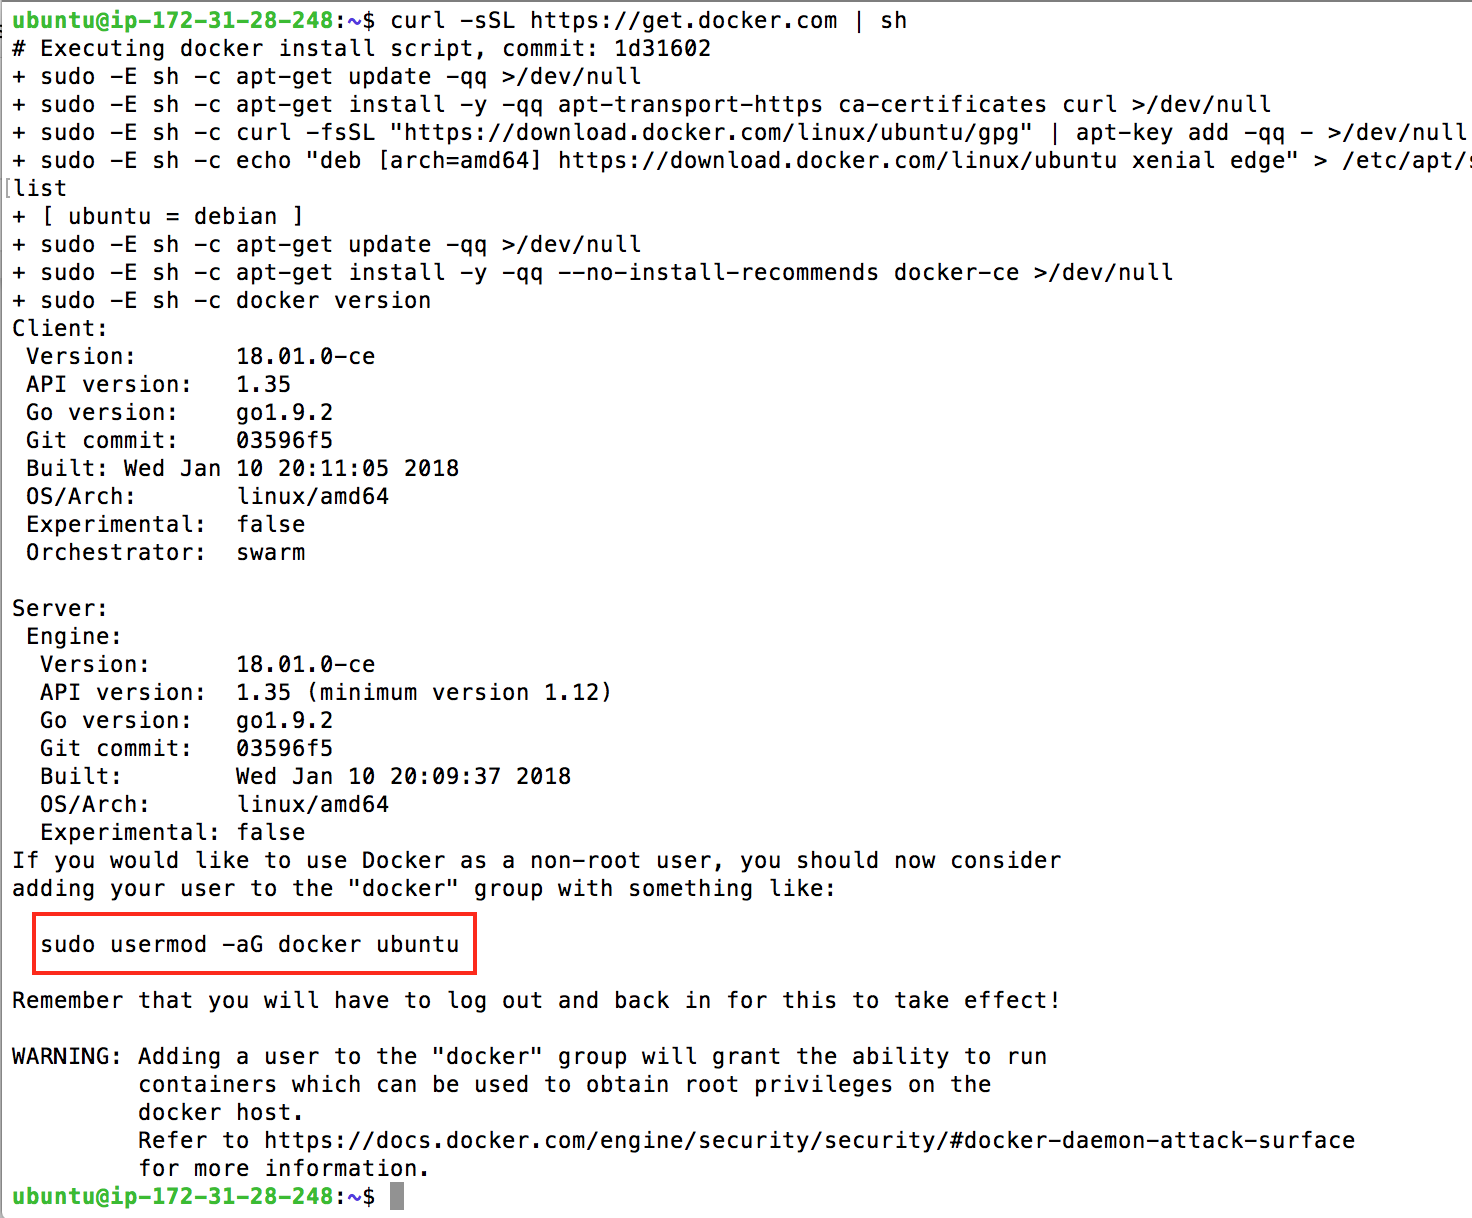 ubuntu@ip-172-31-28-248:~$ curl -sSL https://get.docker.com | sh
# Executing docker install script, commit: 1d31602
+ sudo -E sh -c apt-get update -qq >/dev/null
+ sudo -E sh -c apt-get install -y -qq apt-transport-https ca-certificates curl >/dev/null
+ sudo -E sh -c curl -fsSL "https://download.docker.com/linux/ubuntu/gpg" | apt-key add -qq - >/dev/null
+ sudo -E sh -c echo "deb [arch=amd64] https://download.docker.com/linux/ubuntu xenial edge" > /etc/apt/s
[list
+ [ ubuntu = debian ]
+ sudo -E sh -c apt-get update -qq >/dev/null
+ sudo -E sh -c apt-get install -y -qq --no-install-recommends docker-ce >/dev/null
+ sudo -E sh -c docker version
Client:
 Version:       18.01.0-ce
 API version:   1.35
 Go version:    go1.9.2
 Git commit:    03596f5
 Built: Wed Jan 10 20:11:05 2018
 OS/Arch:       linux/amd64
 Experimental:  false
 Orchestrator:  swarm

Server:
 Engine:
  Version:      18.01.0-ce
  API version:  1.35 (minimum version 1.12)
  Go version:   go1.9.2
  Git commit:   03596f5
  Built:        Wed Jan 10 20:09:37 2018
  OS/Arch:      linux/amd64
  Experimental: false
If you would like to use Docker as a non-root user, you should now consider
adding your user to the "docker" group with something like:

  sudo usermod -aG docker ubuntu

Remember that you will have to log out and back in for this to take effect!

WARNING: Adding a user to the "docker" group will grant the ability to run
         containers which can be used to obtain root privileges on the
         docker host.
         Refer to https://docs.docker.com/engine/security/security/#docker-daemon-attack-surface
         for more information.
ubuntu@ip-172-31-28-248:~$